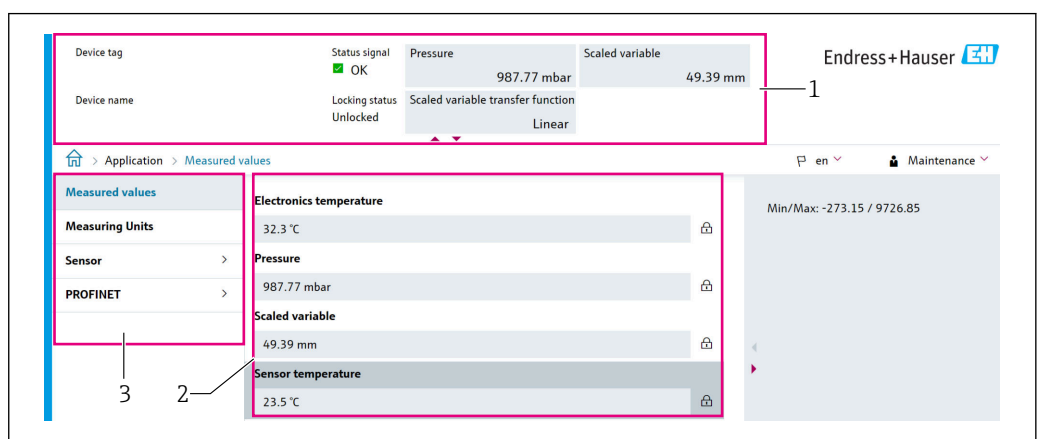 Device tag
Status signal
OK
Pressure
987.77 mbar
Scaled variable
49.39 mm
Endress+Hauser EH
1
Device name
Locking status
Unlocked
Scaled variable transfer function
Linear
> Application > Measured values
en
Maintenance
Measured values
Measuring Units
Sensor >
PROFINET >
3
2
Electronics temperature
32.3 °C
Pressure
987.77 mbar
Scaled variable
49.39 mm
Sensor temperature
23.5 °C
Min/Max: -273.15 / 9726.85